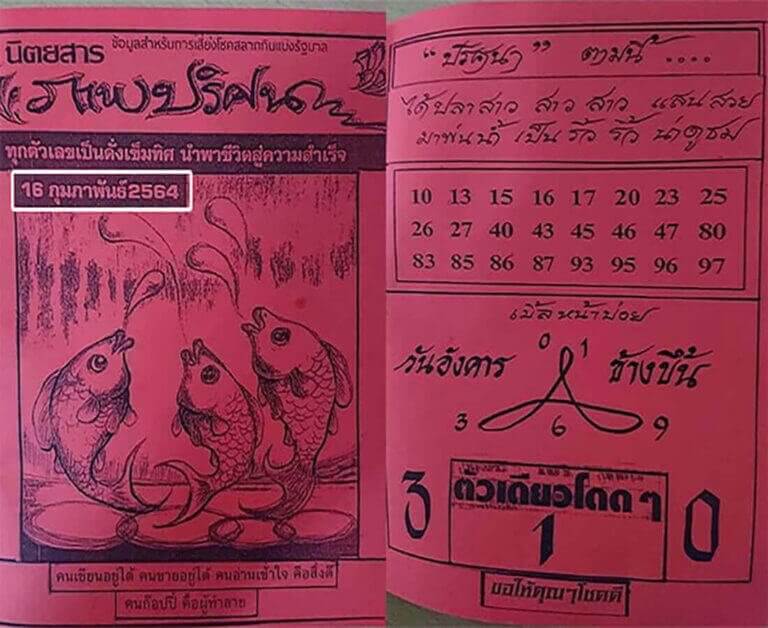 นิตยสาร
ข้อมูลสำหรับการเสี่ยงโชคสลากกินแบ่งรัฐบาล
ภาพปริศนา
ทุกตัวเลขเป็นดั่งเข็มทิศ นำพาชีวิตสู่ความสำเร็จ
16 กุมภาพันธ์2564
คนเขียนอยู่ได้ คนขายอยู่ได้ คนอ่านเข้าใจ คือสิ่งดี
คนก๊อปปี้ คือผู้ทำลาย
“ปริศนา” ตามนี้ ....
ได้ปลาสาว สาว สาว แสนสวย
มาพ่นน้ำ เป็น ริ้ว ริ้ว น่าดูชม
10 13 15 16 17 20 23 25
26 27 40 43 45 46 47 80
83 85 86 87 93 95 96 97
เบิ้ลหน้าบ่อย
0 1
วันอังคาร ข้างขึ้น
3 6 9
ตัวเดียวโดด ๆ
3 1 0
ขอให้คุณๆโชคดี